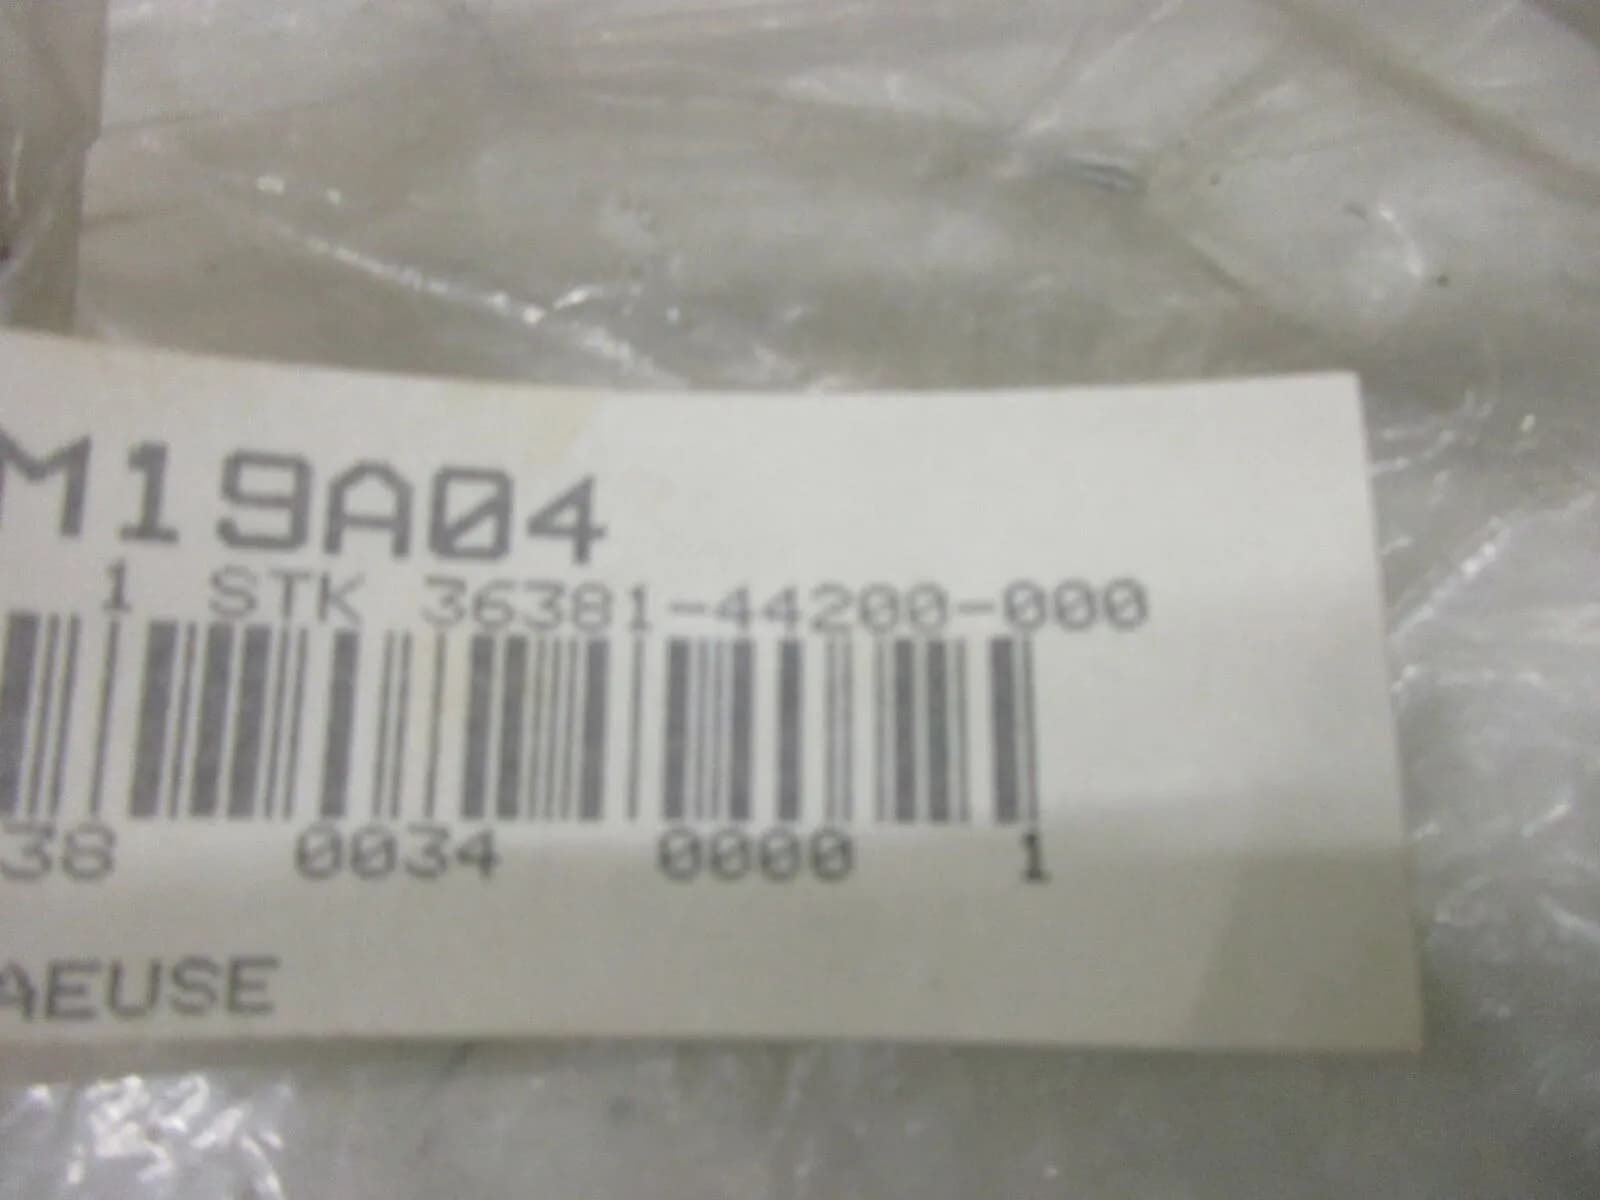 M19A04
1 STK 36381-44200-000
38 0034 0000 1
AEUSE